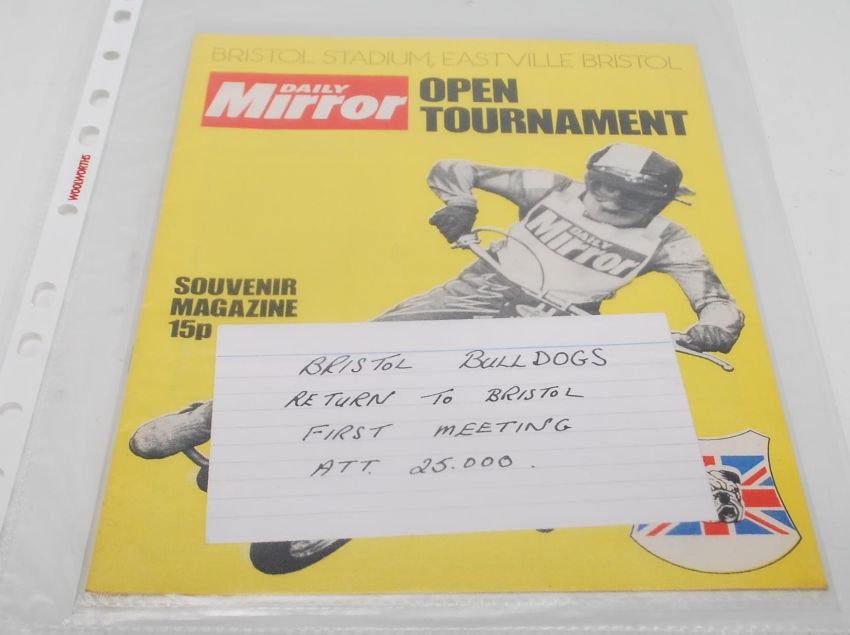 BRISTOL STADIUM, EASTVILLE BRISTOL
DAILY
Mirror
OPEN
TOURNAMENT
DAILY
Mirror
SOUVENIR
MAGAZINE
15p
BRISTOL BULLDOGS
RETURN TO BRISTOL
FIRST MEETING
ATT. 25.000.
WOOLWORTHS